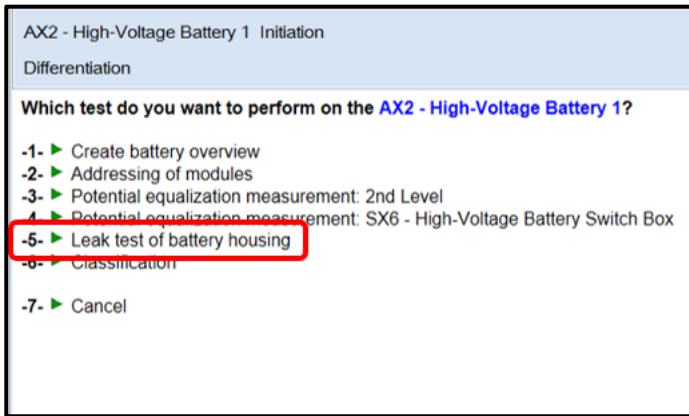 AX2 - High-Voltage Battery 1 Initiation
Differentiation
Which test do you want to perform on the AX2 - High-Voltage Battery 1?
-1- ► Create battery overview
-2- ► Addressing of modules
-3- ► Potential equalization measurement: 2nd Level
-4- ► Potential equalization measurement: SX6 - High-Voltage Battery Switch Box
-5- ► Leak test of battery housing
-6- ► Classification
-7- ► Cancel